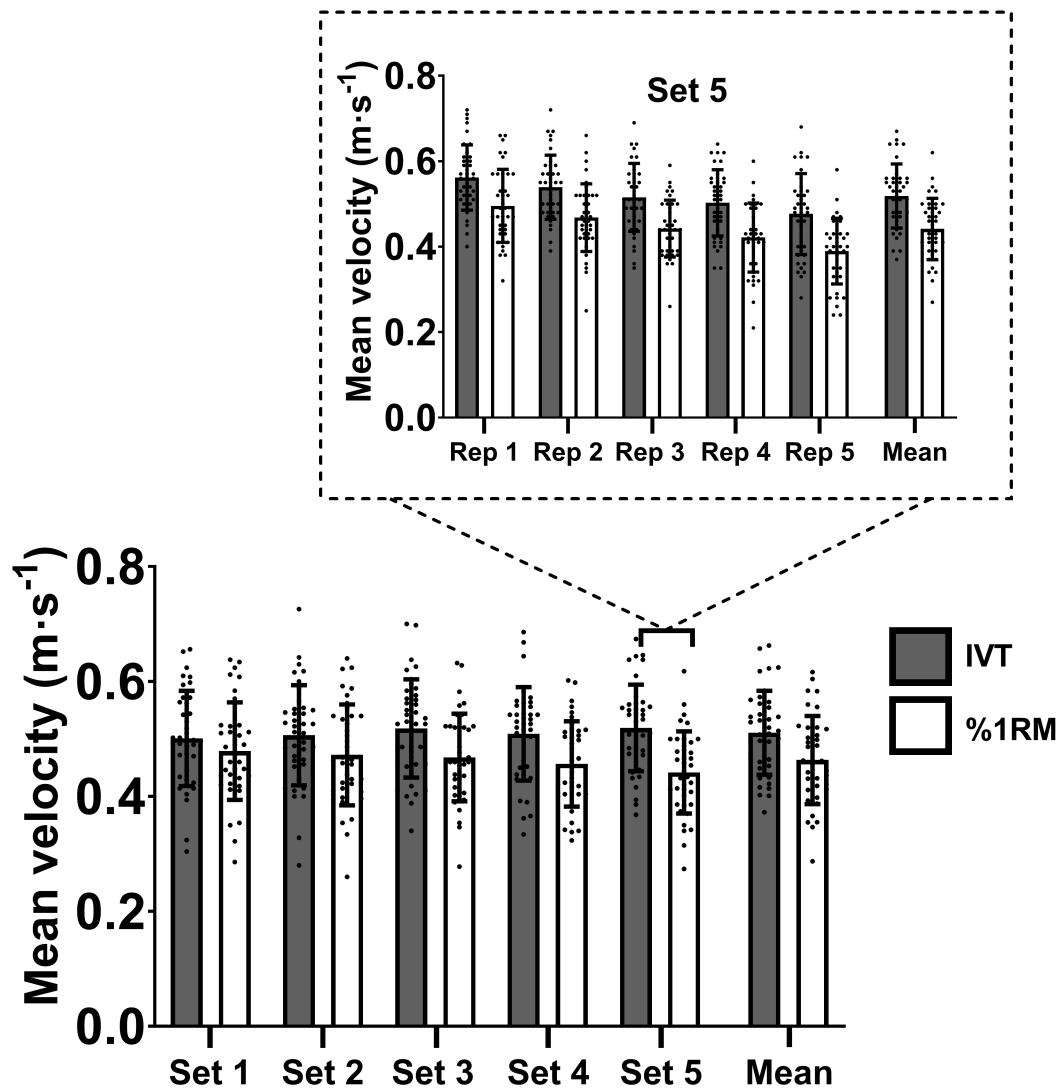 Set 5
Mean velocity (m·s⁻¹)
0.8
0.6
0.4
0.2
0.0
Rep 1 Rep 2 Rep 3 Rep 4 Rep 5 Mean
Mean velocity (m·s⁻¹)
0.8
0.6
0.4
0.2
0.0
Set 1 Set 2 Set 3 Set 4 Set 5 Mean
IVT
%1RM